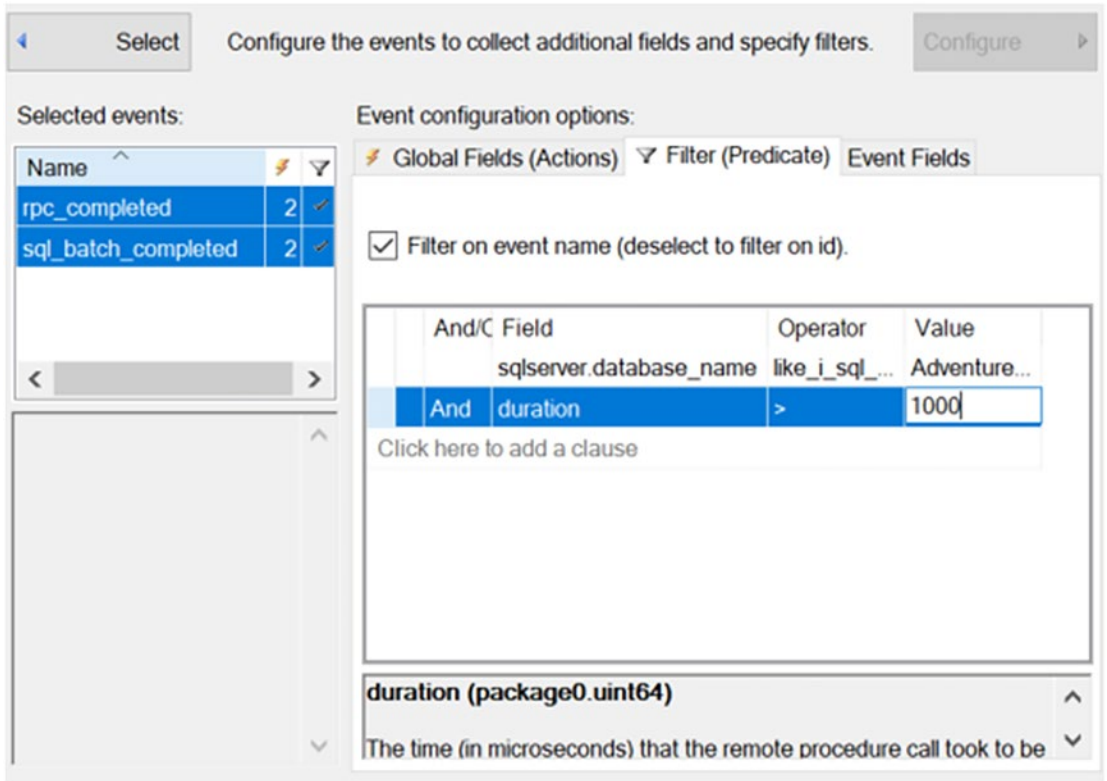 Select
Configure the events to collect additional fields and specify filters.
Configure
Selected events:
Name
rpc_completed 2
sql_batch_completed 2
Event configuration options:
Global Fields (Actions) Filter (Predicate) Event Fields
Filter on event name (deselect to filter on id).
And/C Field Operator Value
sqlserver.database_name like_i_sql_... Adventure...
And duration > 1000
Click here to add a clause
duration (package0.uint64)
The time (in microseconds) that the remote procedure call took to be